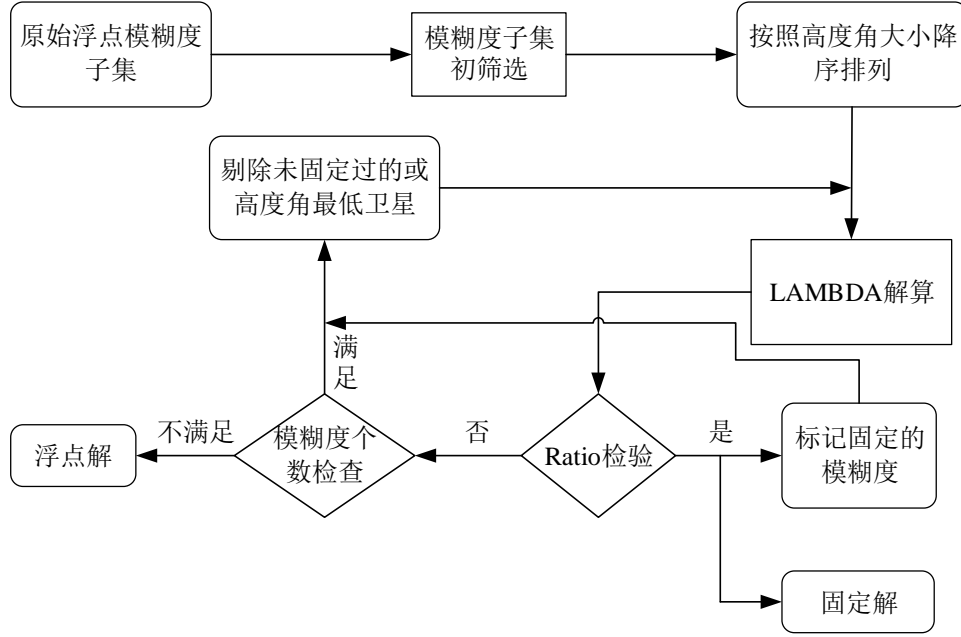 原始浮点模糊度
子集
模糊度子集
初筛选
按照高度角大小降
序排列
剔除未固定过的或
高度角最低卫星
LAMBDA解算
满
足
不满足
否
是
浮点解
模糊度个
数检查
Ratio检验
标记固定的
模糊度
固定解